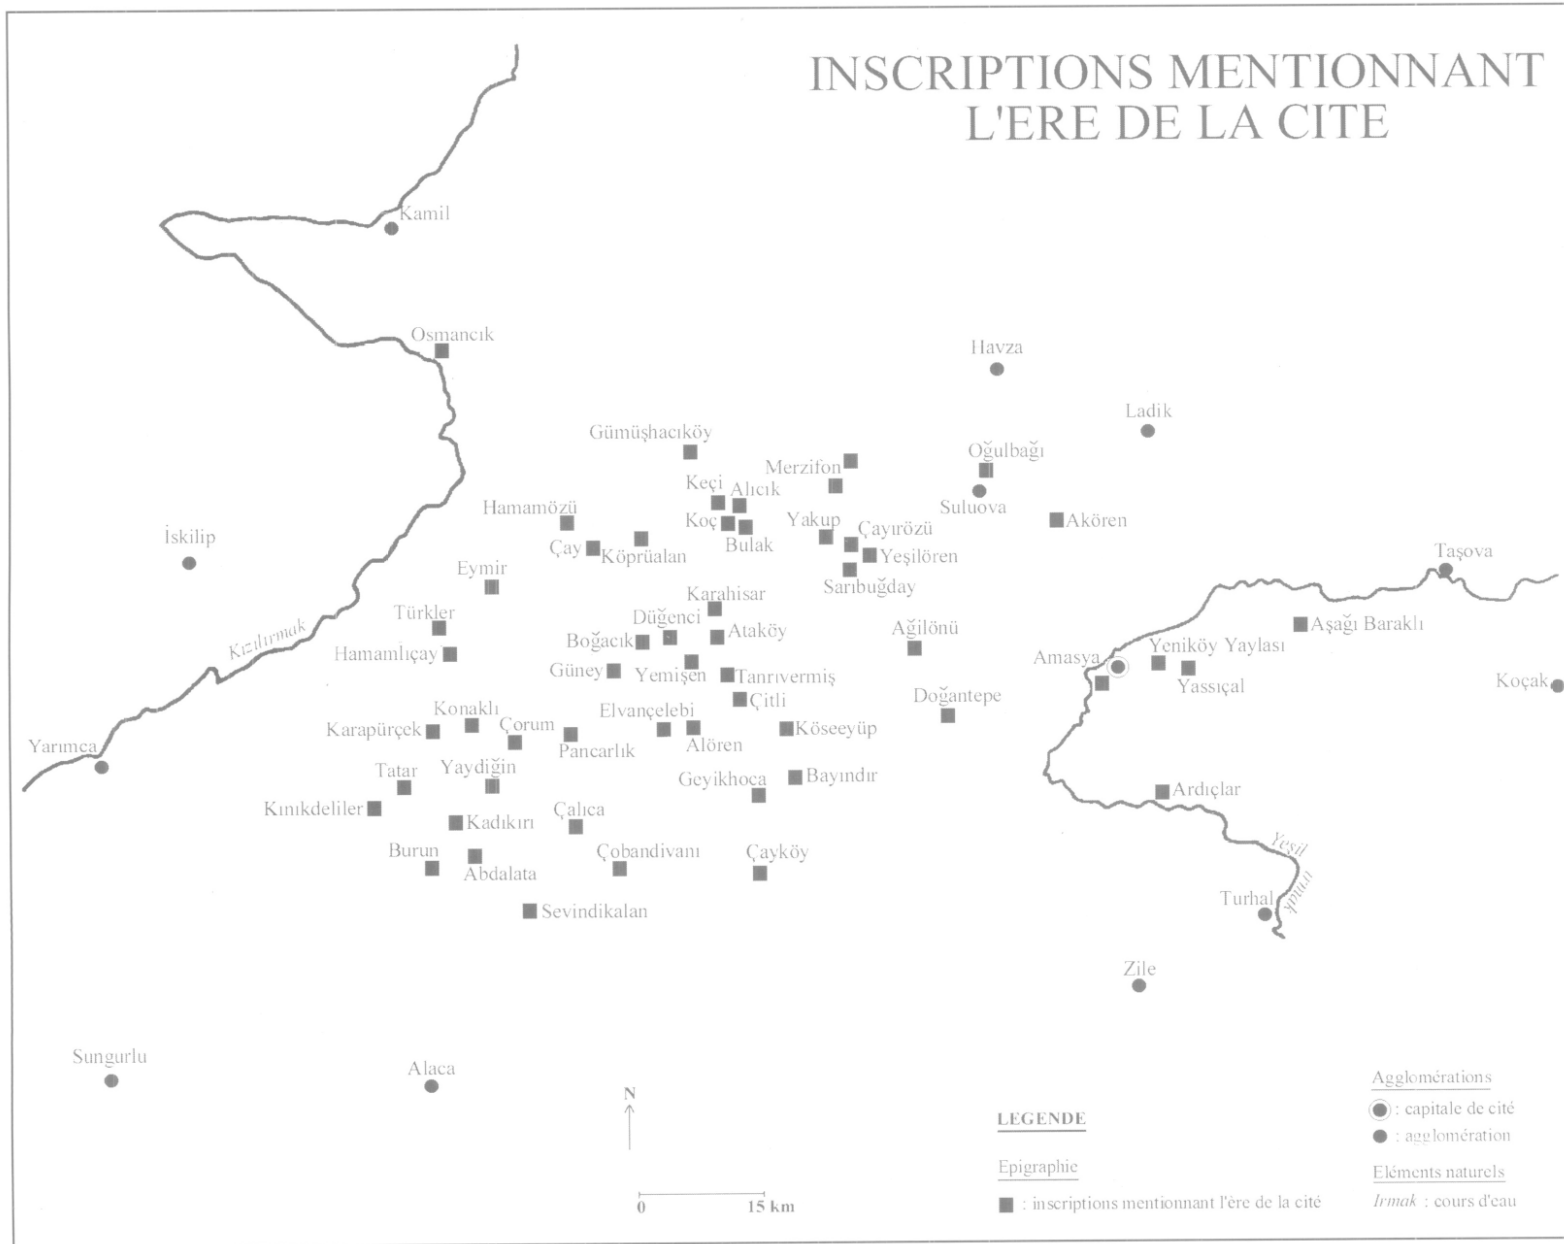 INSCRIPTIONS MENTIONNANT
L'ERE DE LA CITE
Kamil
Osmancık
Havza
Ladik
Gümüşhacıköy
Oğulbağı
Merzifon
Keçi
Alıcık
Suluova
Hamamözü
Koç
Yakup
Akören
Çayırözü
İskilip
Bulak
Çay
Köprüalan
Yeşilören
Taşova
Eymir
Sarıbuğday
Karahisar
Türkler
Düğenci
Aşaği Baraklı
Ağilönü
Ataköy
Boğacık
Kızılırmak
Yeniköy Yaylası
Hamamlıçay
Amasya
Güney
Yemişen
Tanrıvermiş
Yassıçal
Koçak
Çitli
Doğantepe
Konaklı
Elvançelebi
Çorum
Karapürçek
Köseeyüp
Alören
Yarımca
Pancarlık
Tatar
Yaydiğin
Geyikhoca
Bayındır
Ardıçlar
Kınıkdeliler
Çalıca
Kadıkırı
Yeşil
Burun
Çobandivanı
Çayköy
Abdalata
ırmak
Turhal
Sevindikalan
Zile
Sungurlu
Alaca
Agglomérations
N
: capitale de cité
LEGENDE
: agglomération
Epigraphie
Eléments naturels
: inscriptions mentionnant l'ère de la cité
Irmak : cours d'eau
0 15 km